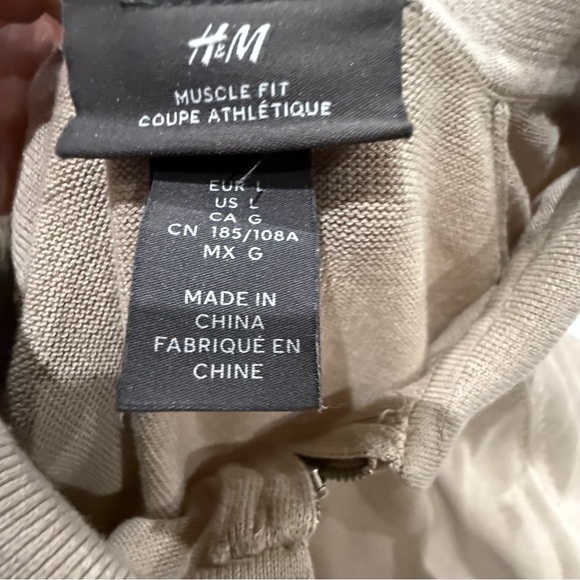 H&M
MUSCLE FIT
COUPE ATHLÉTIQUE
EUR L
US L
CA G
CN 185/108A
MX G
MADE IN
CHINA
FABRIQUÉ EN
CHINE